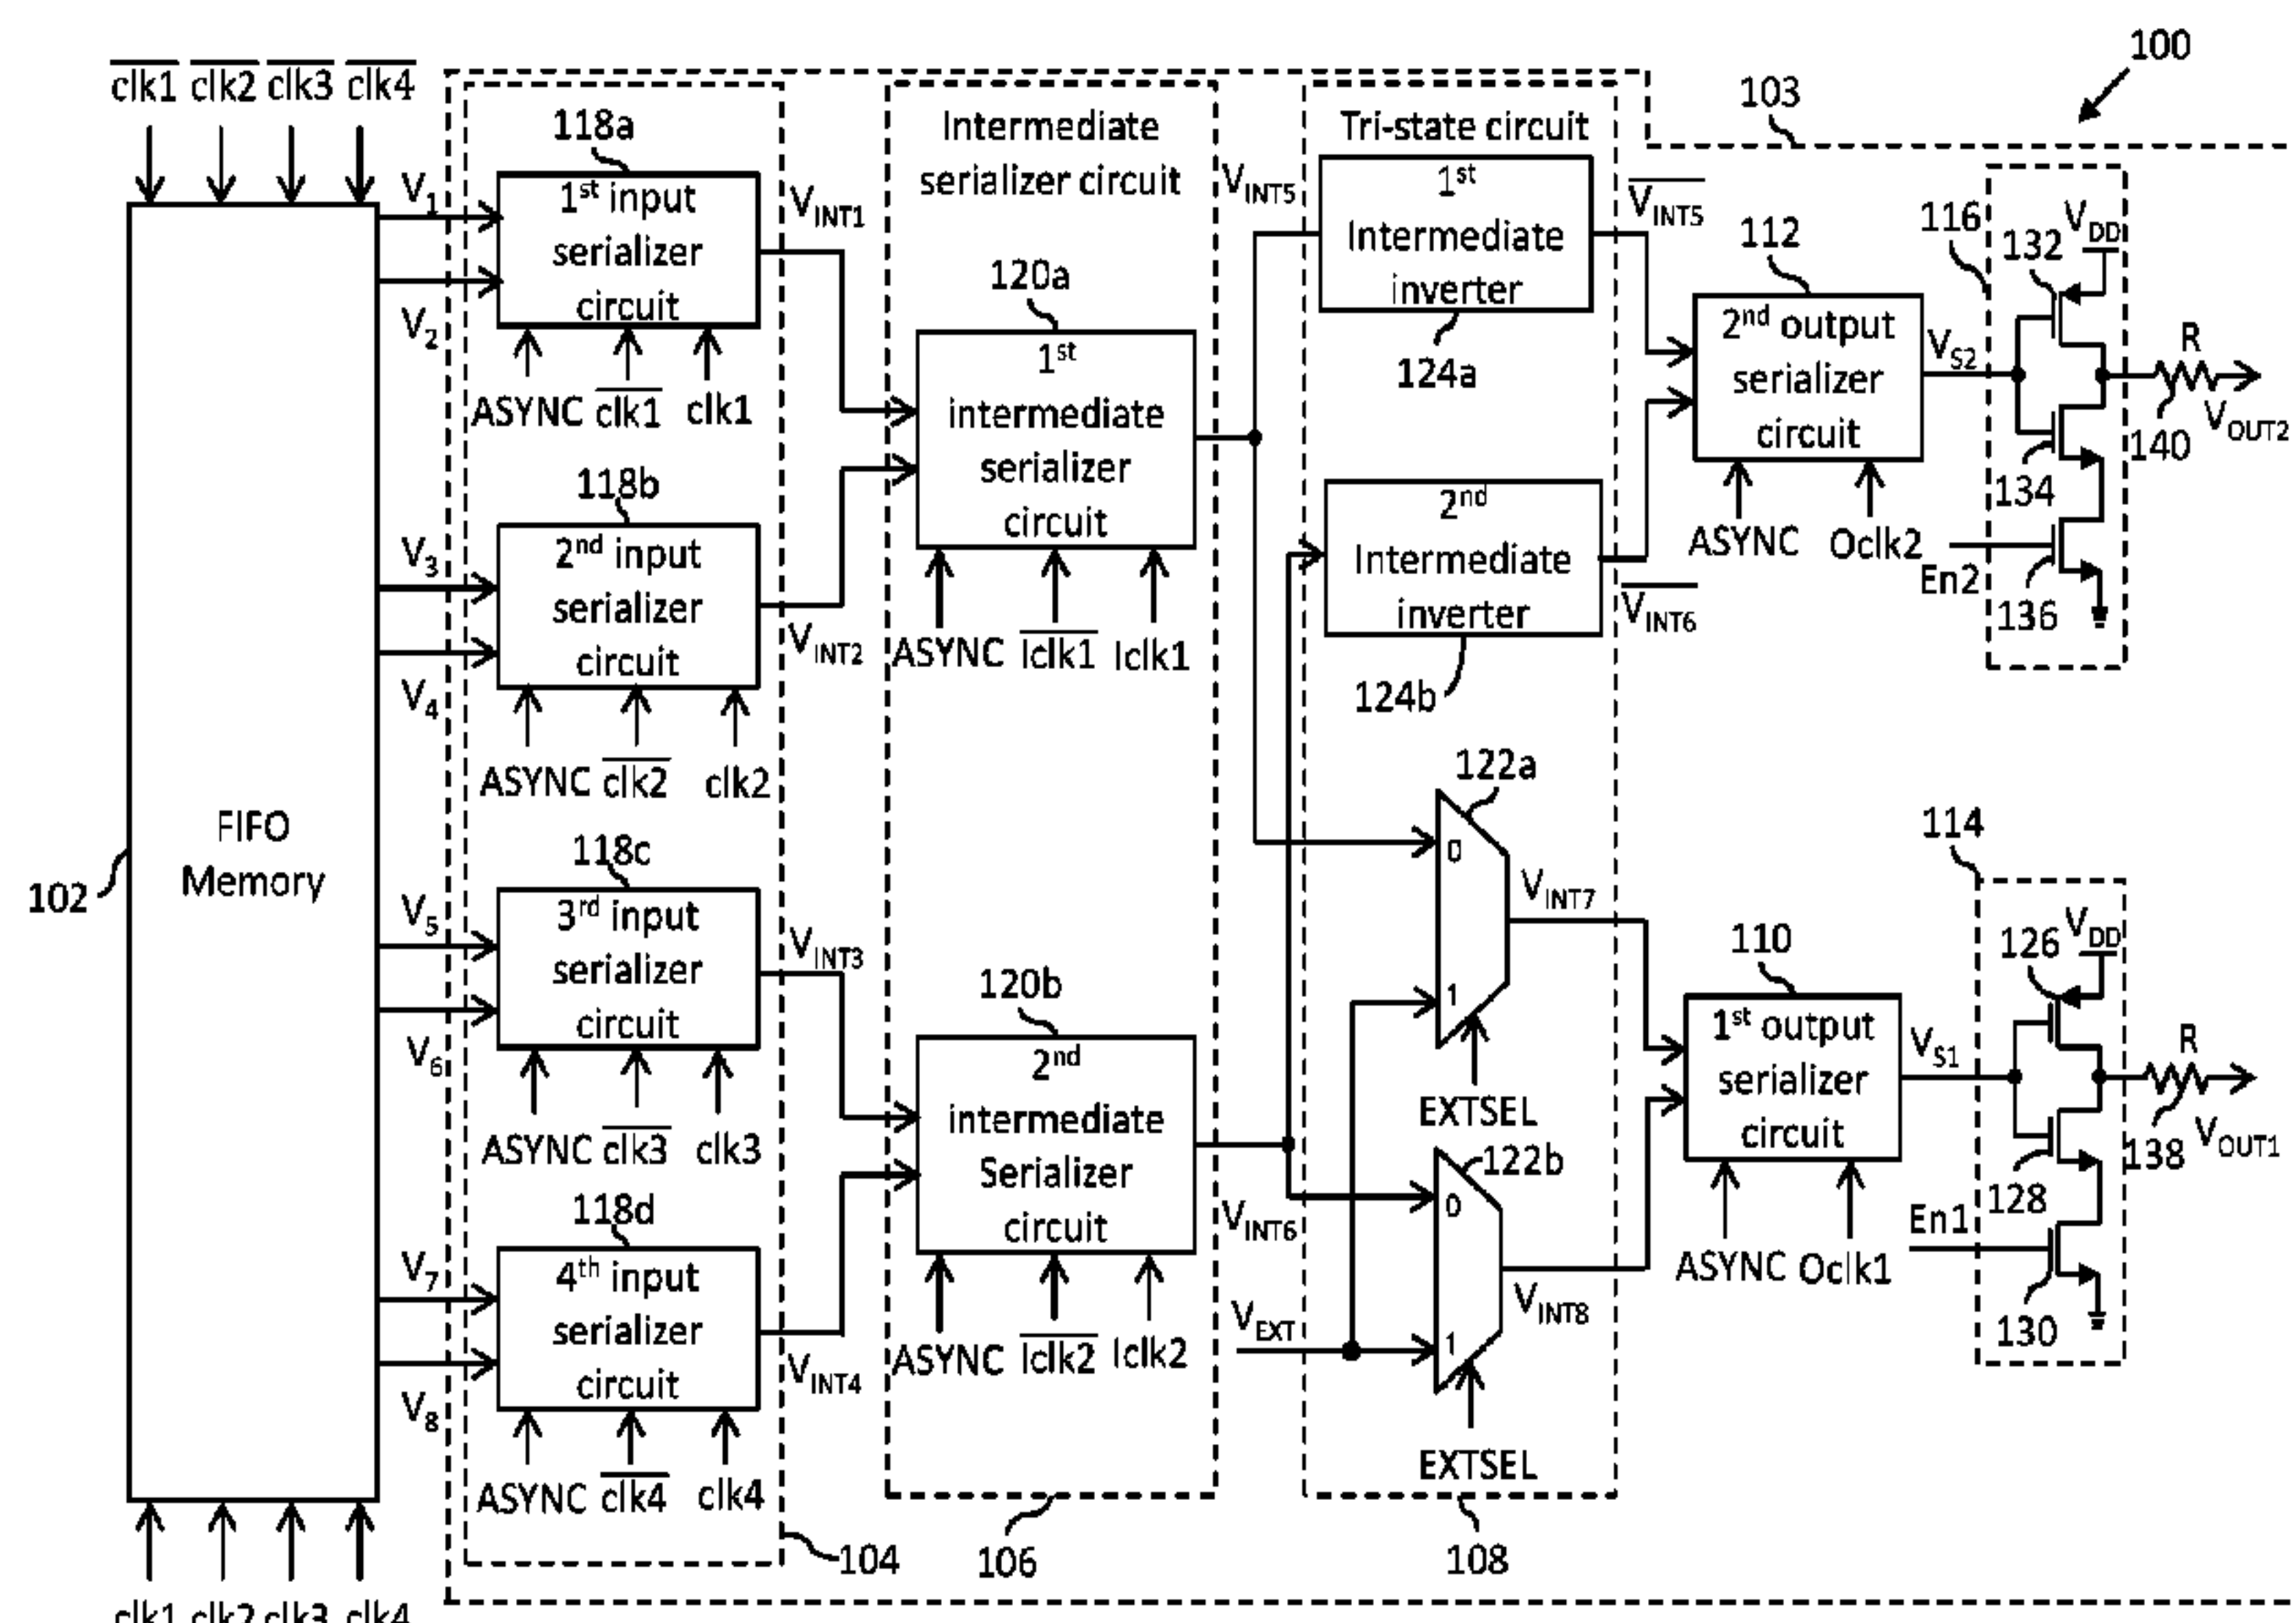 100
103
clk1 clk2 clk3 clk4
V1
V2
V3
V4
V5
V6
V7
V8
FIFO
Memory
102
clk1 clk2 clk3 clk4
118a
1st input
serializer
circuit
ASYNC clk1 clk1
VINT1
118b
2nd input
serializer
circuit
ASYNC clk2 clk2
VINT2
118c
3rd input
serializer
circuit
ASYNC clk3 clk3
VINT3
118d
4th input
serializer
circuit
ASYNC clk4 clk4
VINT4
104
Intermediate
serializer circuit
120a
1st
intermediate
serializer
circuit
ASYNC Iclk1 Iclk1
VINT5
120b
2nd
intermediate
Serializer
circuit
ASYNC Iclk2 Iclk2
VINT6
106
Tri-state circuit
1st
Intermediate
inverter
124a
VINT5
2nd
Intermediate
inverter
124b
VINT6
122a
0
1
EXTSEL
VINT7
122b
0
1
EXTSEL
VINT8
VEXT
108
112
2nd output
serializer
circuit
ASYNC Oclk2
VS2
116
132
VDD
134
En2
136
R
140
VOUT2
110
1st output
serializer
circuit
ASYNC Oclk1
VS1
114
126
VDD
128
En1
130
R
138
VOUT1